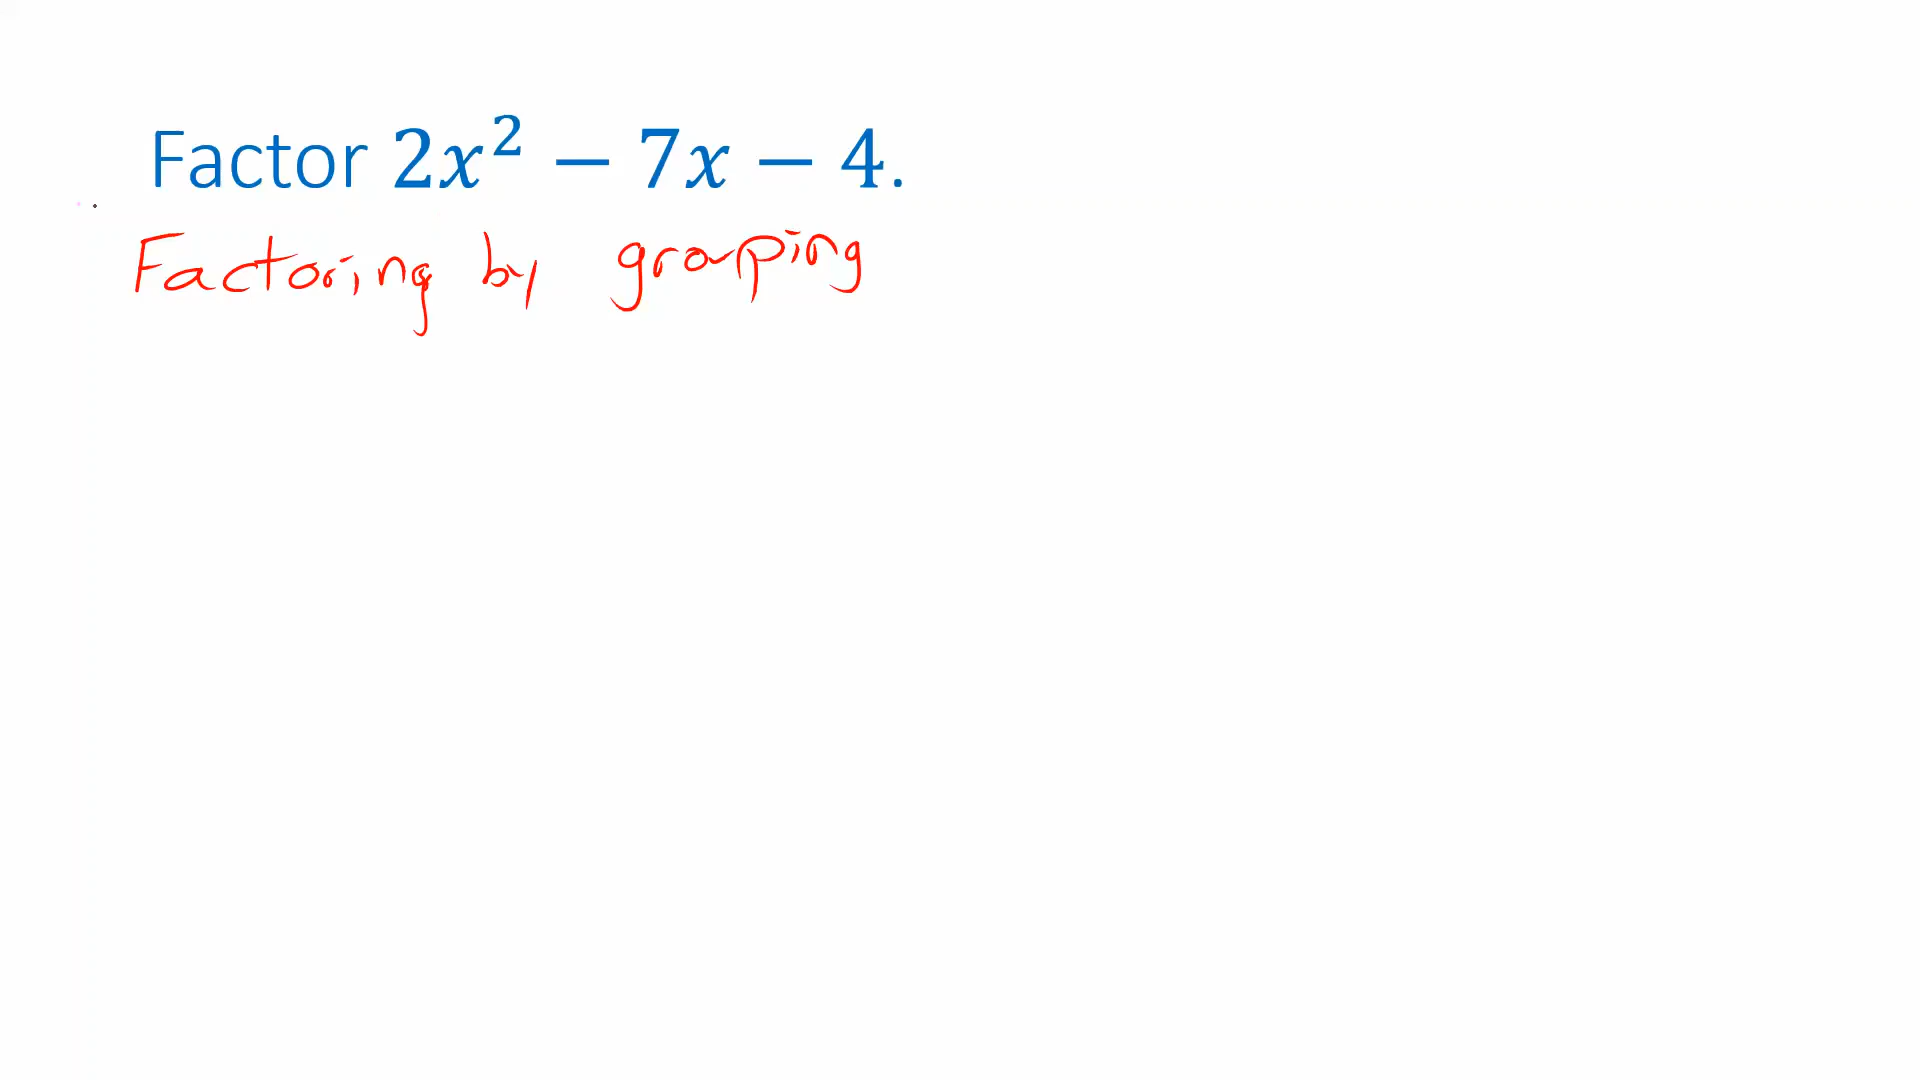 Factor 2x² − 7x − 4.
Factoring by grouping